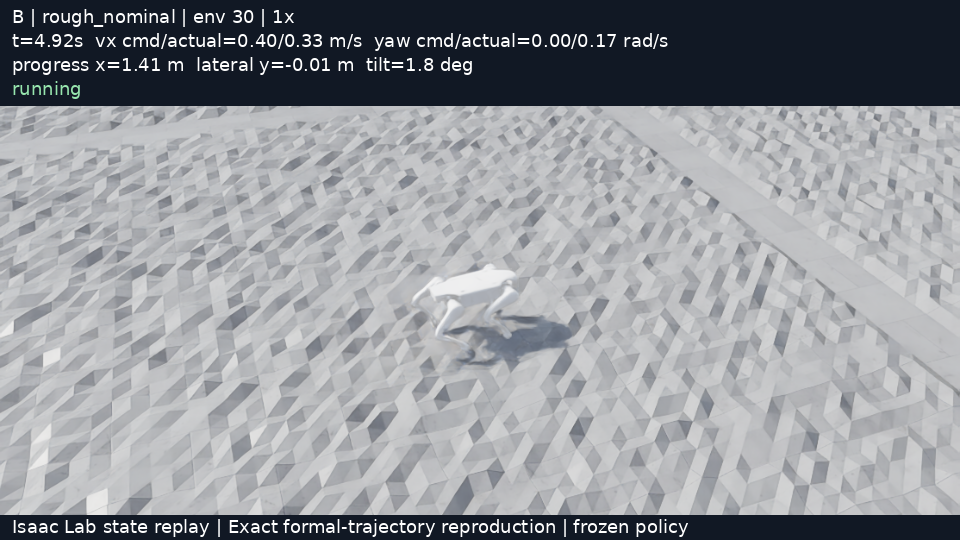 B | rough_nominal | env 30 | 1x
t=4.92s  vx cmd/actual=0.40/0.33 m/s  yaw cmd/actual=0.00/0.17 rad/s
progress x=1.41 m  lateral y=-0.01 m  tilt=1.8 deg
running
Isaac Lab state replay | Exact formal-trajectory reproduction | frozen policy